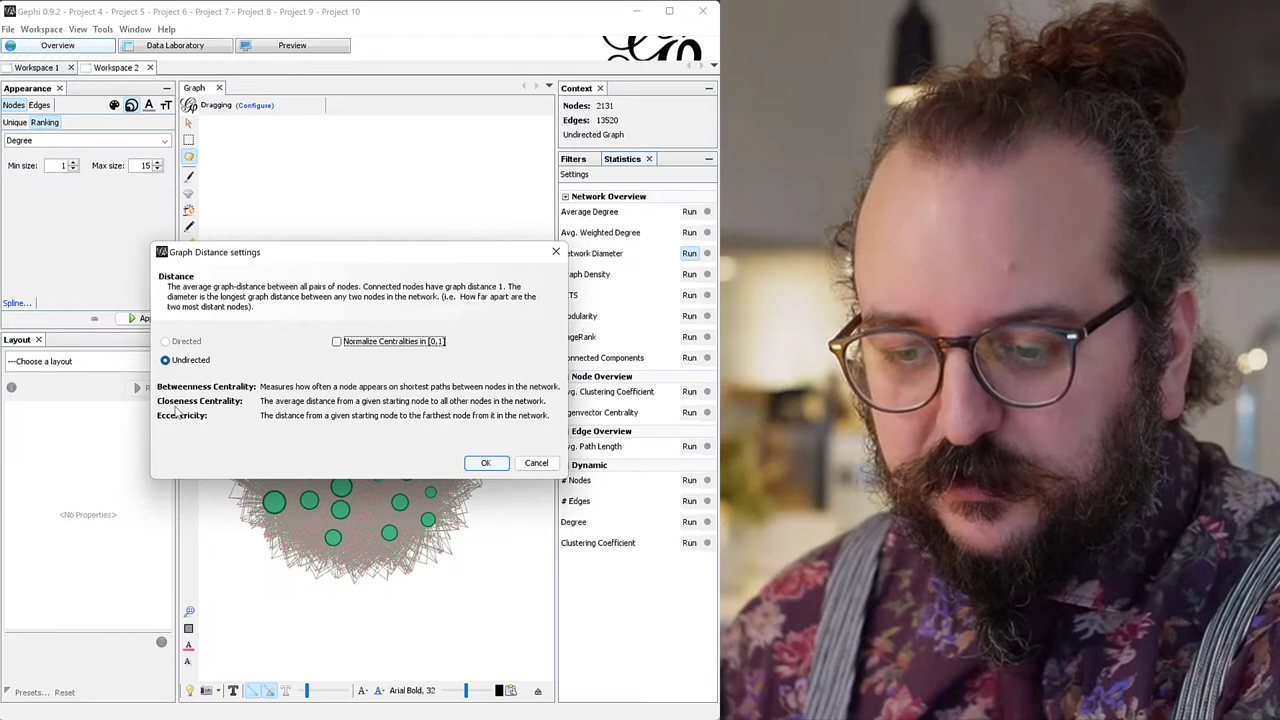 Gephi 0.9.2 - Project 4 - Project 5 - Project 6 - Project 7 - Project 8 - Project 9 - Project 10
File Workspace View Tools Window Help
Overview Data Laboratory Preview
Workspace 1 Workspace 2
Appearance
Nodes Edges
Unique Ranking
Degree
Min size: 1 Max size: 15
Spline...
Layout
---Choose a layout
<No Properties>
Presets... Reset
Graph
Dragging (Configure)
Graph Distance settings
Distance
The average graph-distance between all pairs of nodes. Connected nodes have graph distance 1. The
diameter is the longest graph distance between any two nodes in the network. (i.e. How far apart are the
two most distant nodes).
Directed
Normalize Centralities in [0,1]
Undirected
Betweenness Centrality: Measures how often a node appears on shortest paths between nodes in the network.
Closeness Centrality: The average distance from a given starting node to all other nodes in the network.
Eccentricity: The distance from a given starting node to the farthest node from it in the network.
OK Cancel
Arial Bold, 32
Context
Nodes: 2131
Edges: 13520
Undirected Graph
Filters Statistics
Settings
Network Overview
Average Degree Run
Avg. Weighted Degree Run
Network Diameter Run
Graph Density Run
Run
Modularity Run
PageRank Run
Connected Components Run
Node Overview
Avg. Clustering Coefficient Run
Eigenvector Centrality Run
Edge Overview
Avg. Path Length Run
Dynamic
# Nodes Run
# Edges Run
Degree Run
Clustering Coefficient Run